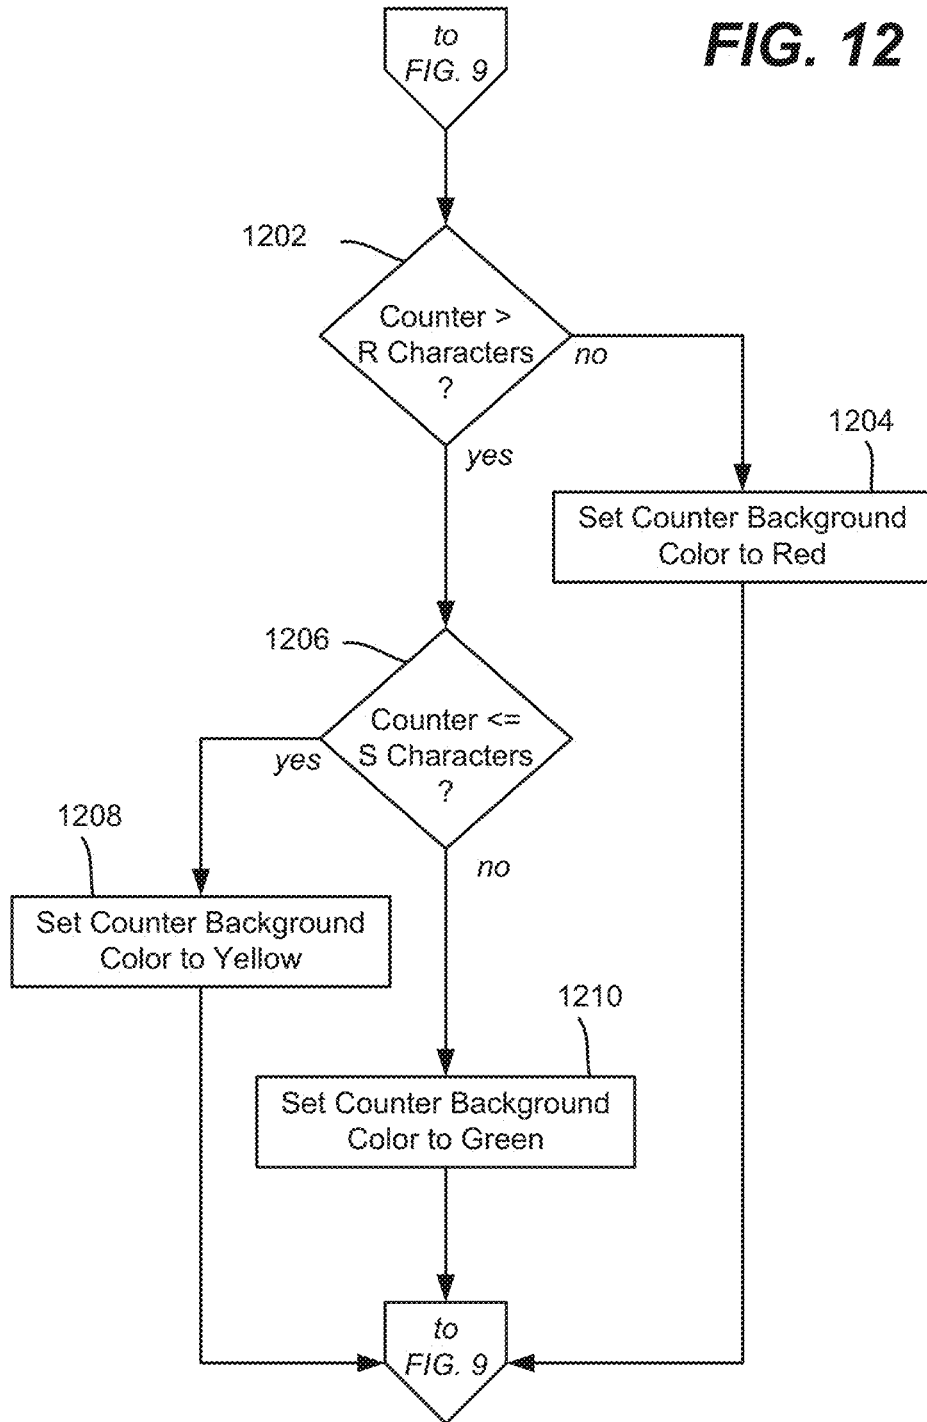 to
FIG. 9
FIG. 12
1202
Counter >
R Characters
?
no
yes
1204
Set Counter Background
Color to Red
1206
Counter <=
S Characters
?
yes
no
1208
Set Counter Background
Color to Yellow
1210
Set Counter Background
Color to Green
to
FIG. 9